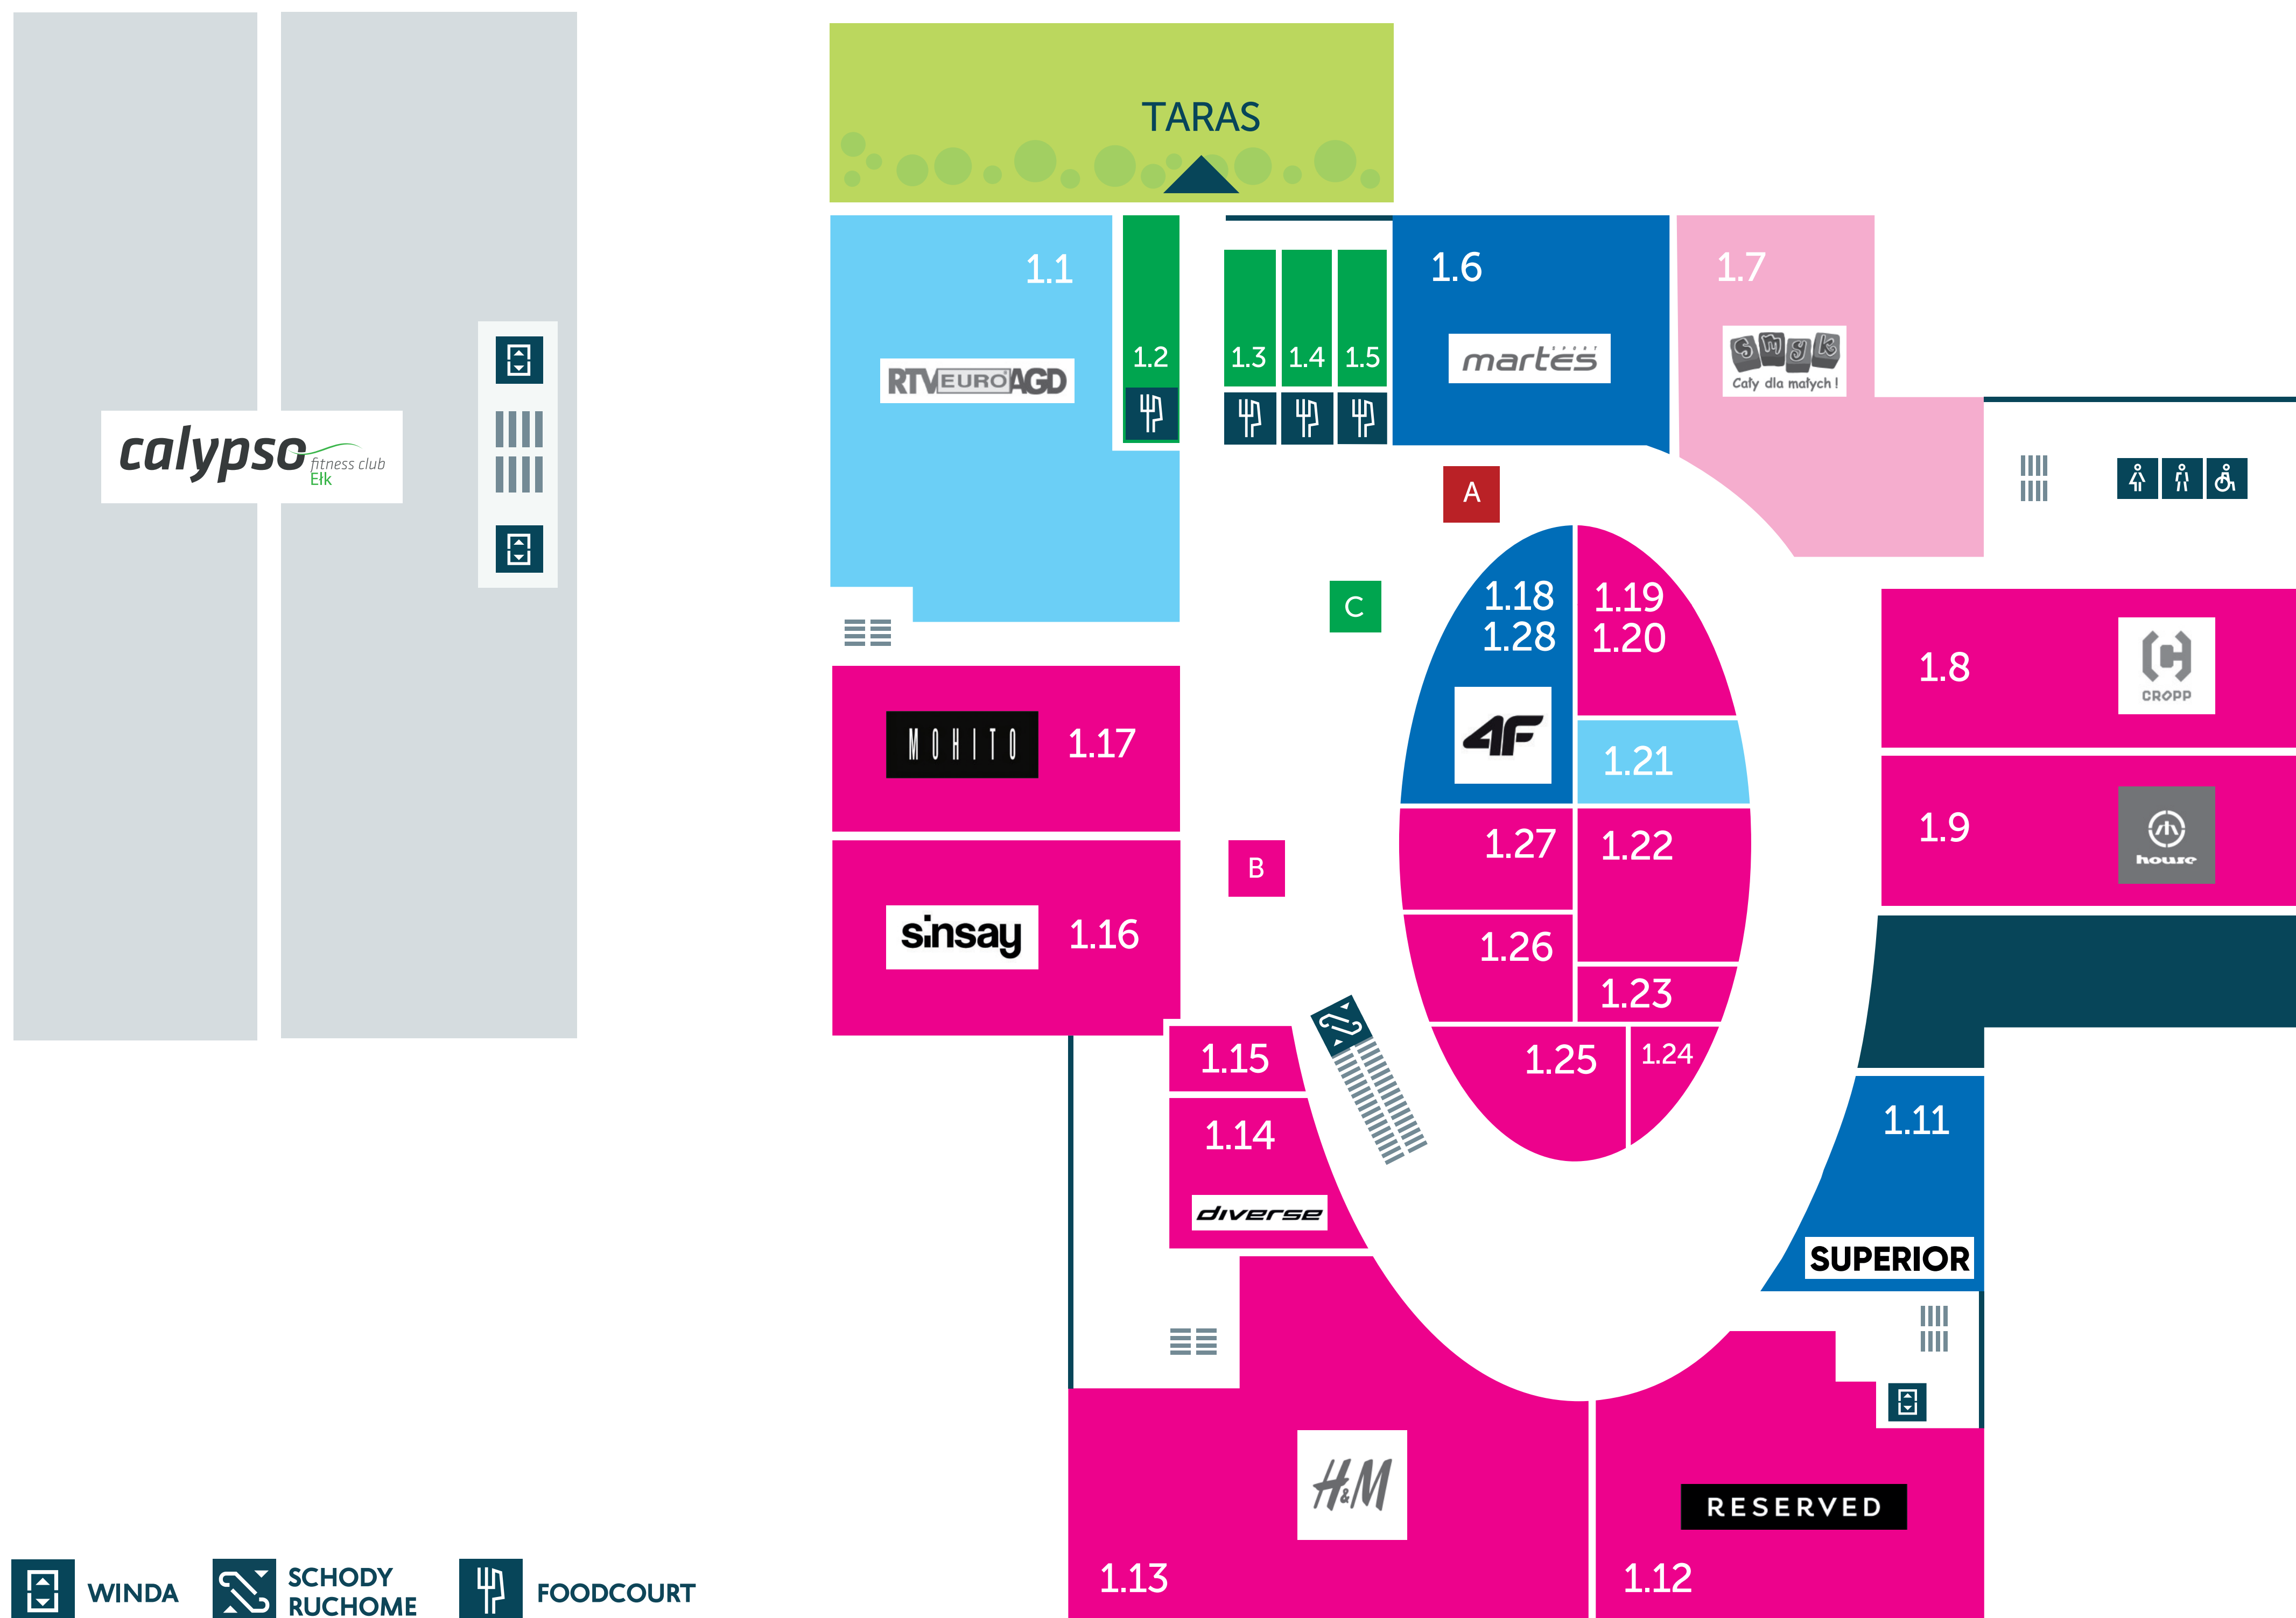 TARAS
1.1
RTV EURO AGD
1.2
1.3
1.4
1.5
1.6
martes
SPORT
1.7
smyk
Cały dla małych !
calypso
fitness club
Ełk
A
C
1.18
1.28
4F
1.19
1.20
1.21
1.8
CROPP
1.9
house
MOHITO
1.17
B
sinsay
1.16
1.27
1.22
1.26
1.23
1.25
1.24
1.15
1.14
diverse
1.11
SUPERIOR
H&M
1.13
RESERVED
1.12
WINDA
SCHODY
RUCHOME
FOODCOURT